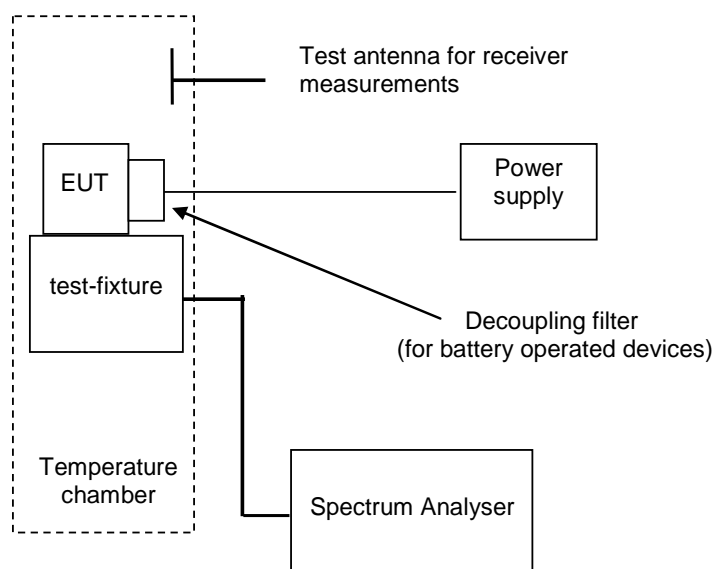 Test antenna for receiver
measurements
EUT
Power
supply
test-fixture
Decoupling filter
(for battery operated devices)
Temperature
chamber
Spectrum Analyser